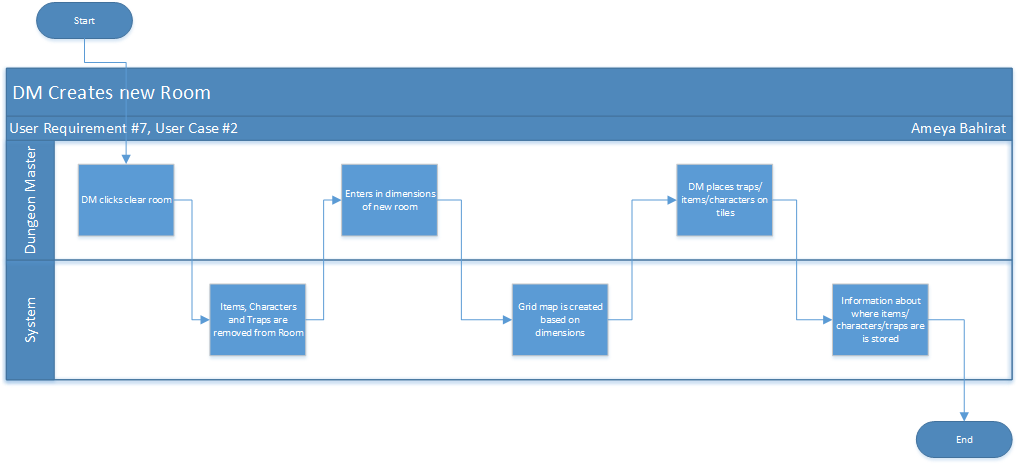 Start
DM Creates new Room
User Requirement #7, User Case #2
Ameya Bahirat
Dungeon Master
DM clicks clear room
Enters in dimensions
of new room
DM places traps/
items/characters on
tiles
System
Items, Characters
and Traps are
removed from Room
Grid map is created
based on
dimensions
Information about
where items/
characters/traps are
is stored
End